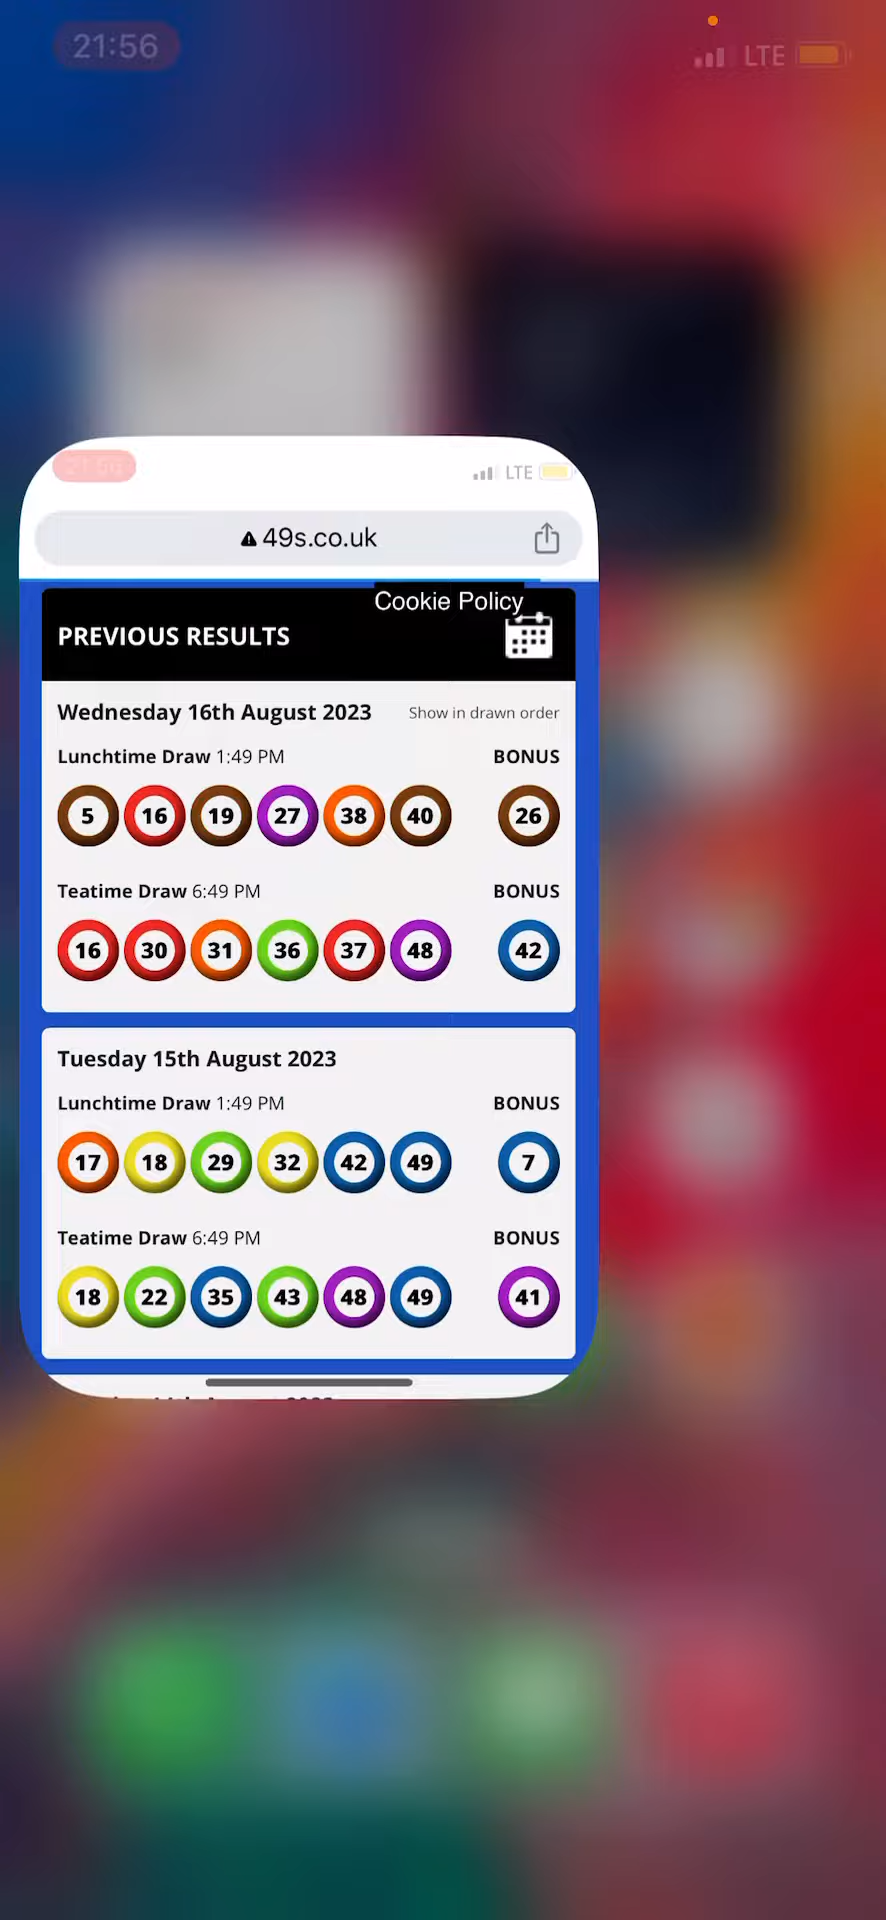 21:56
LTE
LTE
49s.co.uk
Cookie Policy
PREVIOUS RESULTS
Wednesday 16th August 2023 Show in drawn order
Lunchtime Draw 1:49 PM BONUS
5 16 19 27 38 40 26
Teatime Draw 6:49 PM BONUS
16 30 31 36 37 48 42
Tuesday 15th August 2023
Lunchtime Draw 1:49 PM BONUS
17 18 29 32 42 49 7
Teatime Draw 6:49 PM BONUS
18 22 35 43 48 49 41